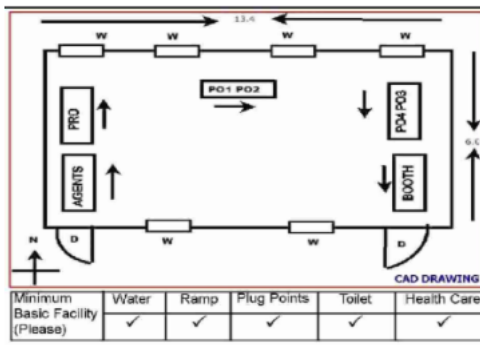 13.4
W W W W
PO1 PO2
PRO
PO4 PO3
6.0
AGENTS
BOOTH
W W
N D D
CAD DRAWING
Minimum Basic Facility (Please) Water Ramp Plug Points Toilet Health Care
✓ ✓ ✓ ✓ ✓